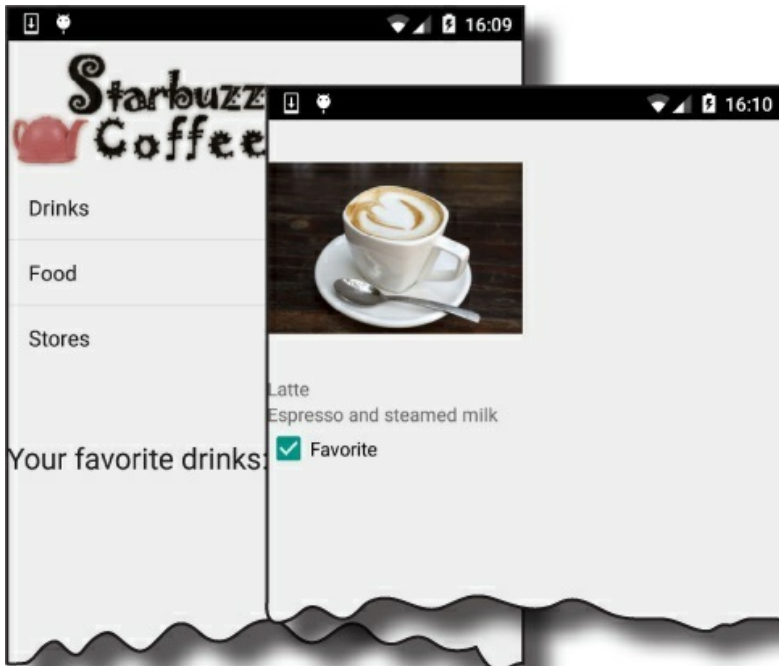 16:09
Starbuzz
Coffee
Drinks
Food
Stores
Your favorite drinks:
16:10
Latte
Espresso and steamed milk
Favorite